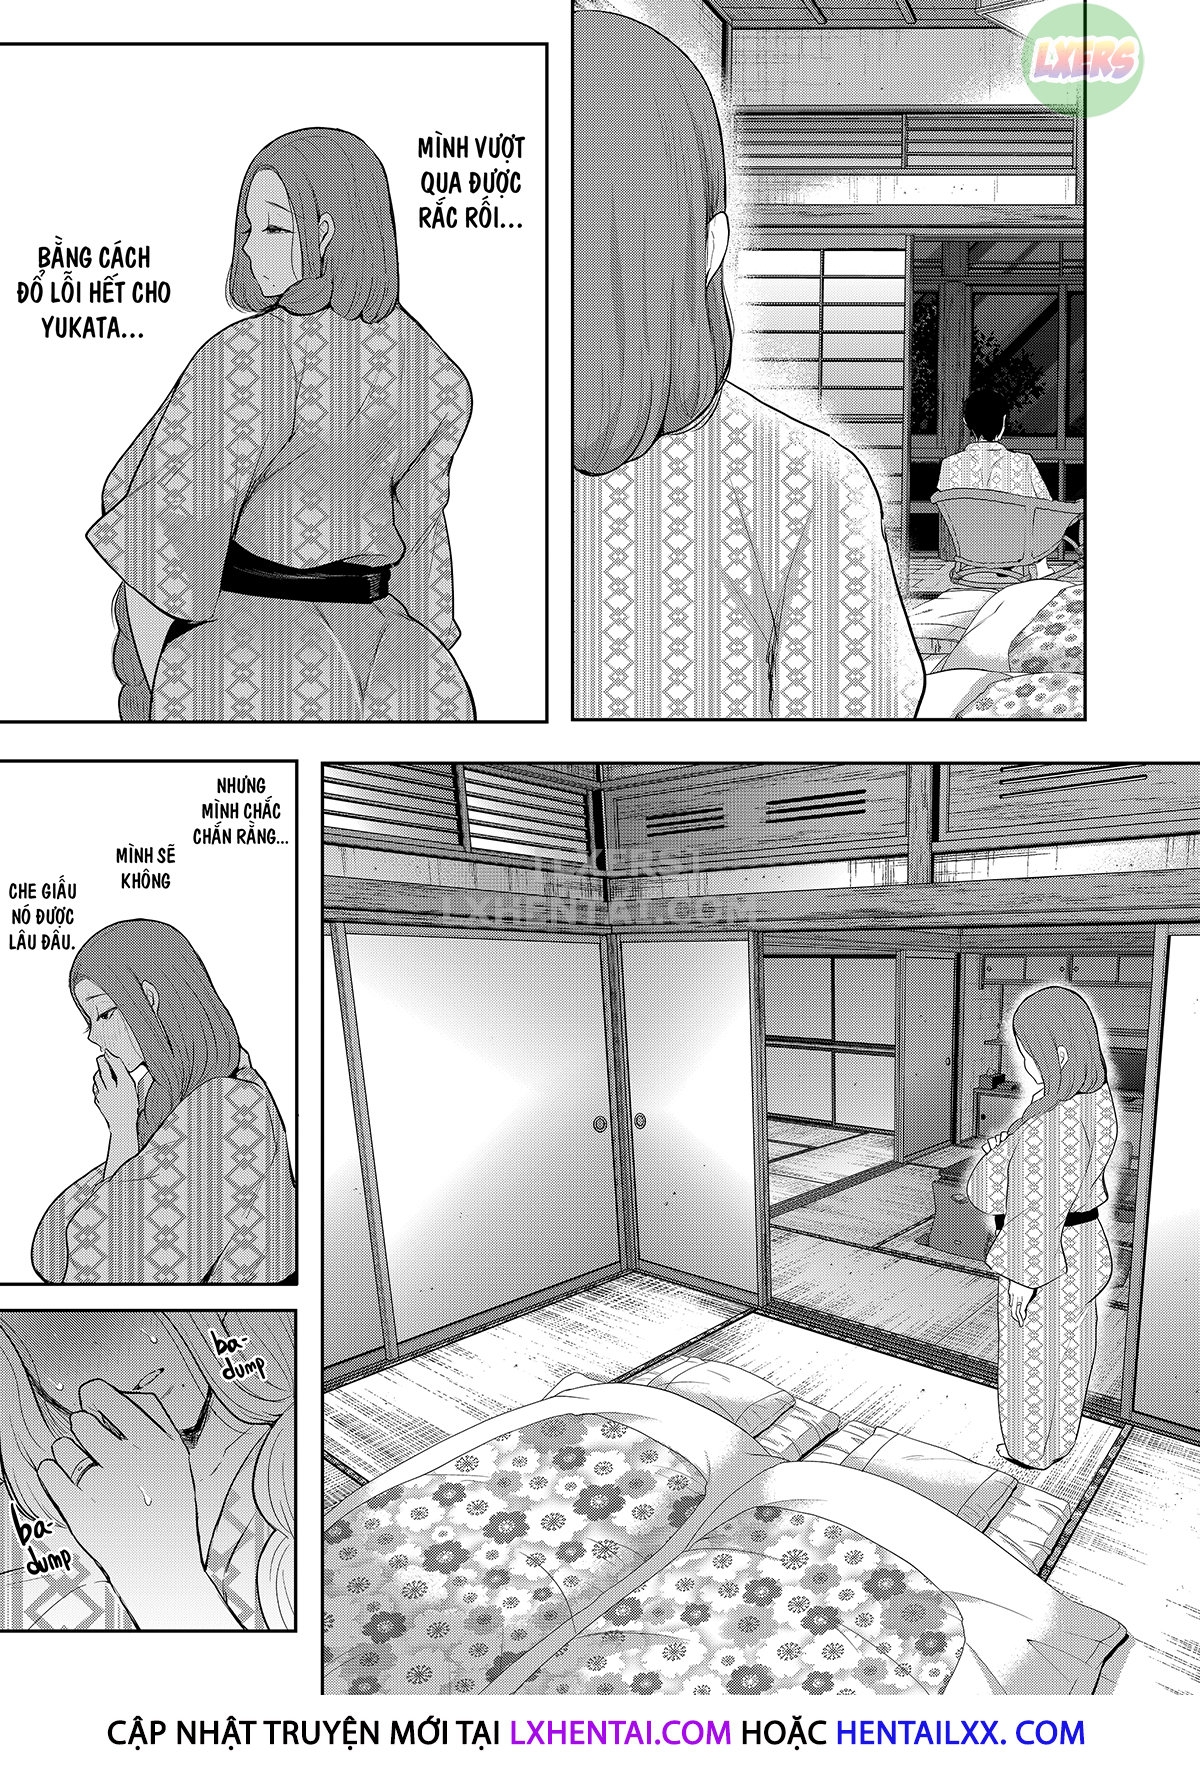 LXERS
MÌNH VƯỢT
QUA ĐƯỢC
RẮC RỐI...
BẰNG CÁCH
ĐỔ LỖI HẾT CHO
YUKATA...
LXHENTAI.COM
NHƯNG
MÌNH CHẮC
CHẮN RẰNG...
MÌNH SẼ
KHÔNG
CHE GIẤU
NÓ ĐƯỢC
LÂU ĐÂU.
ba-
dump
ba-
dump
CẬP NHẬT TRUYỆN MỚI TẠI LXHENTAI.COM HOẶC HENTAILXX. COM